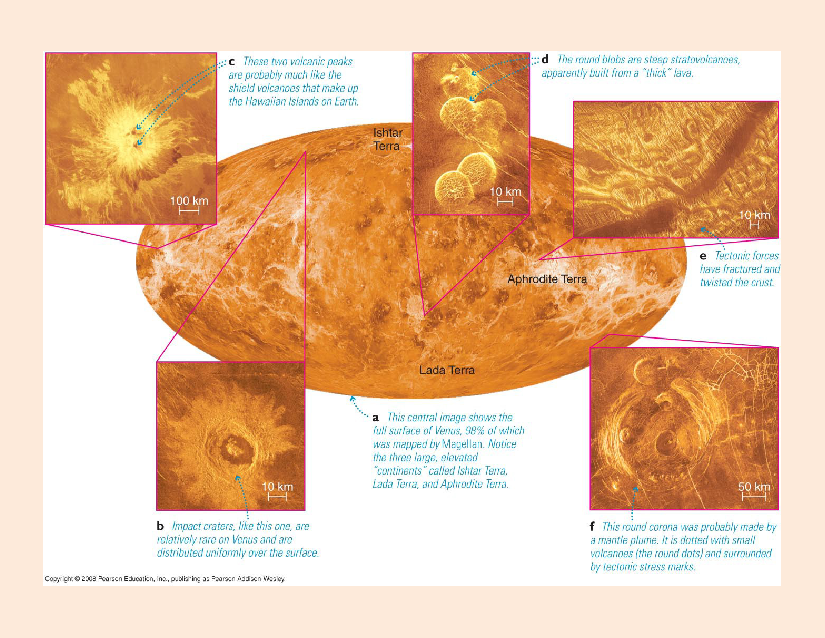 c These two volcanic peaks
are probably much like the
shield volcanoes that make up
the Hawaiian Islands on Earth.
d The round blobs are steep stratovolcanoes,
apparently built from a "thick" lava.
Ishtar
Terra
100 km
10 km
10 km
e Tectonic forces
have fractured and
twisted the crust.
Aphrodite Terra
Lada Terra
a This central image shows the
full surface of Venus, 98% of which
was mapped by Magellan. Notice
the three large, elevated
"continents" called Ishtar Terra,
Lada Terra, and Aphrodite Terra.
10 km
50 km
b Impact craters, like this one, are
relatively rare on Venus and are
distributed uniformly over the surface.
f This round corona was probably made by
a mantle plume. It is dotted with small
volcanoes (the round dots) and surrounded
by tectonic stress marks.
Copyright © 2008 Pearson Education, Inc., publishing as Pearson Addison-Wesley.